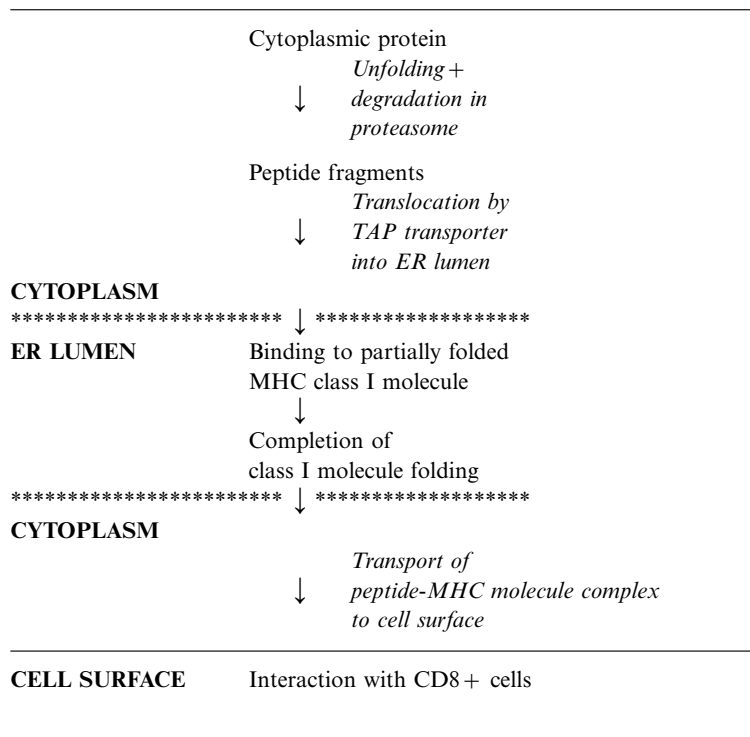 Cytoplasmic protein
Unfolding +
↓ degradation in
proteasome
Peptide fragments
Translocation by
↓ TAP transporter
into ER lumen
CYTOPLASM
************************ ↓ *******************
ER LUMEN Binding to partially folded
MHC class I molecule
↓
Completion of
class I molecule folding
************************ ↓ *******************
CYTOPLASM
Transport of
↓ peptide-MHC molecule complex
to cell surface
CELL SURFACE Interaction with CD8 + cells